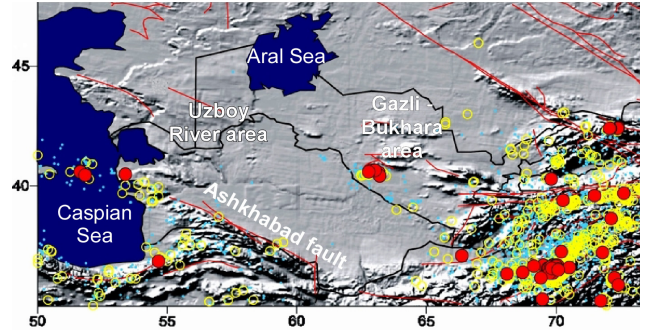 45
Aral Sea
Uzboy
River area
Gazli -
Bukhara
area
40
Caspian
Sea
Ashkhabad fault
50
55
60
65
70